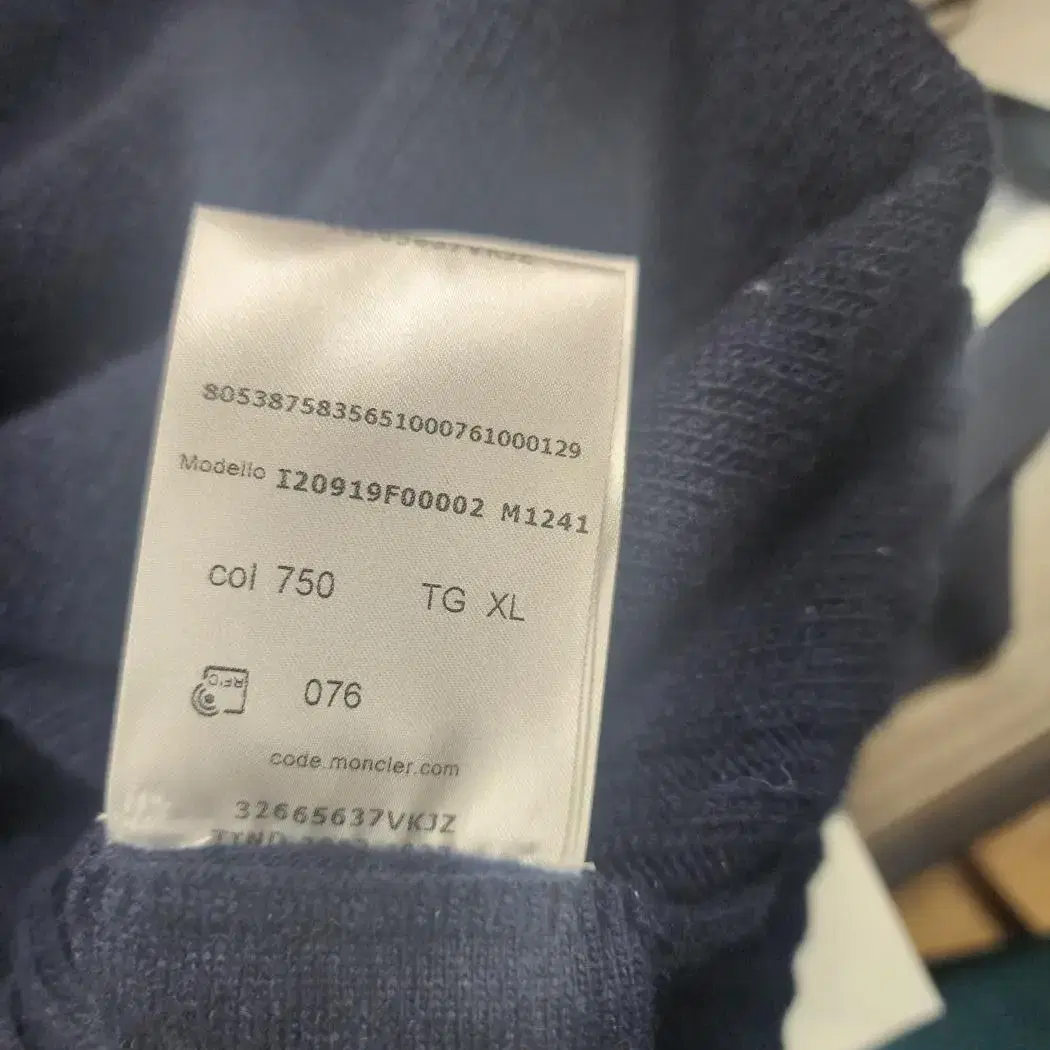 8053875835651000761000129
Modello I20919F00002 M1241
col 750 TG XL
RFID 076
code.moncler.com
32665637VKJZ